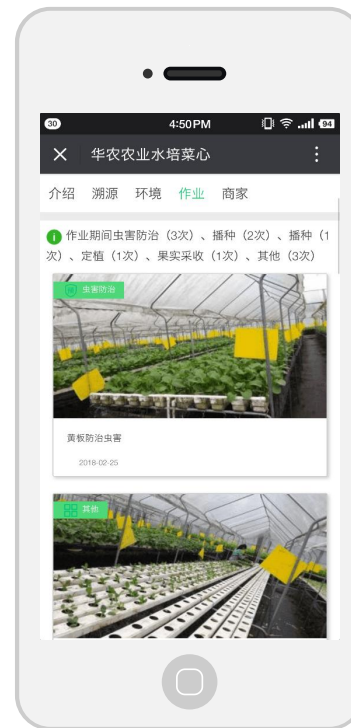 30
4:50PM
94
华农农业水培菜心
介绍 溯源 环境 作业 商家
作业期间虫害防治（3次）、播种（2次）、播种（1
次）、定植（1次）、果实采收（1次）、其他（3次）
虫害防治
黄板防治虫害
2018-02-25
其他